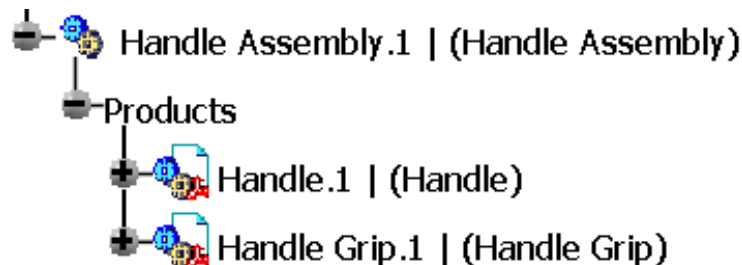 Handle Assembly.1 | (Handle Assembly)
Products
Handle.1 | (Handle)
Handle Grip.1 | (Handle Grip)